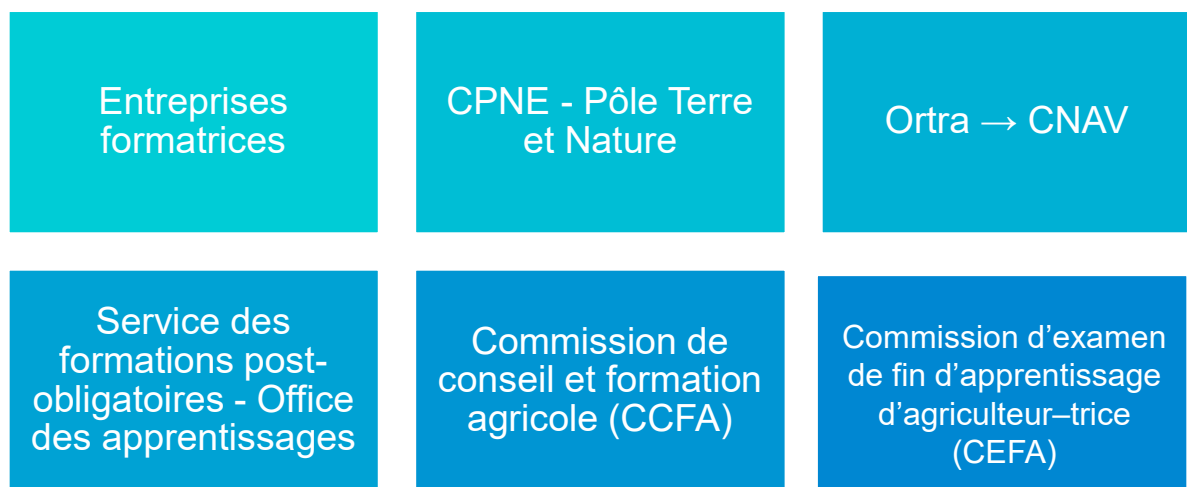 Entreprises
formatrices
CPNE - Pôle Terre
et Nature
Ortra → CNAV
Service des
formations post-
obligatoires - Office
des apprentissages
Commission de
conseil et formation
agricole (CCFA)
Commission d’examen
de fin d’apprentissage
d’agriculteur–trice
(CEFA)